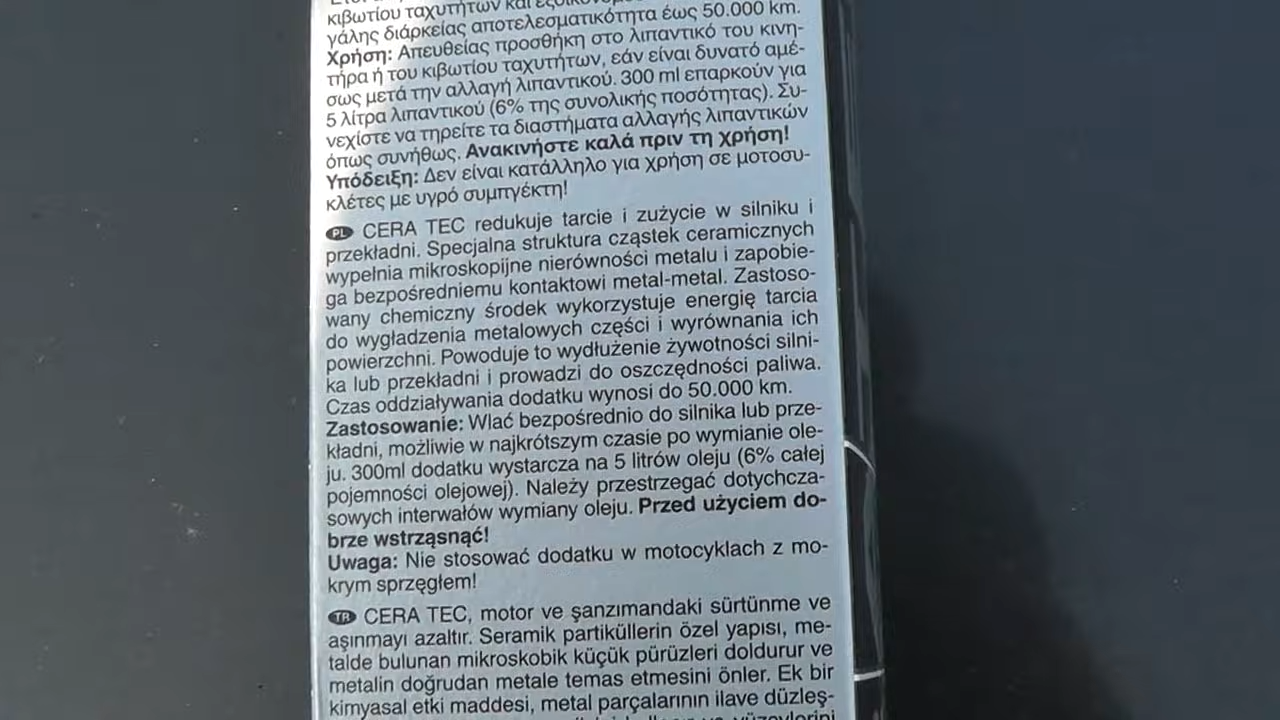 κιβωτίου ταχυτήτων και
γάλης διάρκείας αποτελεσματικότητα έως 50.000 km.
Χρήση: Απευθείας προσθήκη στο λιπαντικό του κινη-
τήρα ή του κιβωτίου ταχυτήτων, εάν είναι δυνατό αμέ-
σως μετά την αλλαγή λιπαντικού. 300 ml επαρκούν για
5 λίτρα λιπαντικού (6% της συνολικής ποσότητας). Συ-
νεχίστε να τηρείτε τα διαστήματα αλλαγής λιπαντικών
όπως συνήθως. Ανακινήστε καλά πριν τη χρήση!
Υπόδειξη: Δεν είναι κατάλληλο για χρήση σε μοτοσυ-
κλέτες με υγρό συμπγέκτη!
PL CERA TEC redukuje tarcie i zużycie w silniku i
przekładni. Specjalna struktura cząstek ceramicznych
wypełnia mikroskopijne nierówności metalu i zapobie-
ga bezpośredniemu kontaktowi metal-metal. Zastoso-
wany chemiczny środek wykorzystuje energię tarcia
do wygładzenia metalowych części i wyrównania ich
powierzchni. Powoduje to wydłużenie żywotności silni-
ka lub przekładni i prowadzi do oszczędności paliwa.
Czas oddziaływania dodatku wynosi do 50.000 km.
Zastosowanie: Wlać bezpośrednio do silnika lub prze-
kładni, możliwie w najkrótszym czasie po wymianie ole-
ju. 300ml dodatku wystarcza na 5 litrów oleju (6% całej
pojemności olejowej). Należy przestrzegać dotychcza-
sowych interwałów wymiany oleju. Przed użyciem do-
brze wstrząsnąć!
Uwaga: Nie stosować dodatku w motocyklach z mo-
krym sprzęgłem!
TR CERA TEC, motor ve şanzımandaki sürtünme ve
aşınmayı azaltır. Seramik partiküllerin özel yapısı, me-
talde bulunan mikroskobik küçük pürüzleri doldurur ve
metalin doğrudan metale temas etmesini önler. Ek bir
kimyasal etki maddesi, metal parçalarının ilave düzleş-